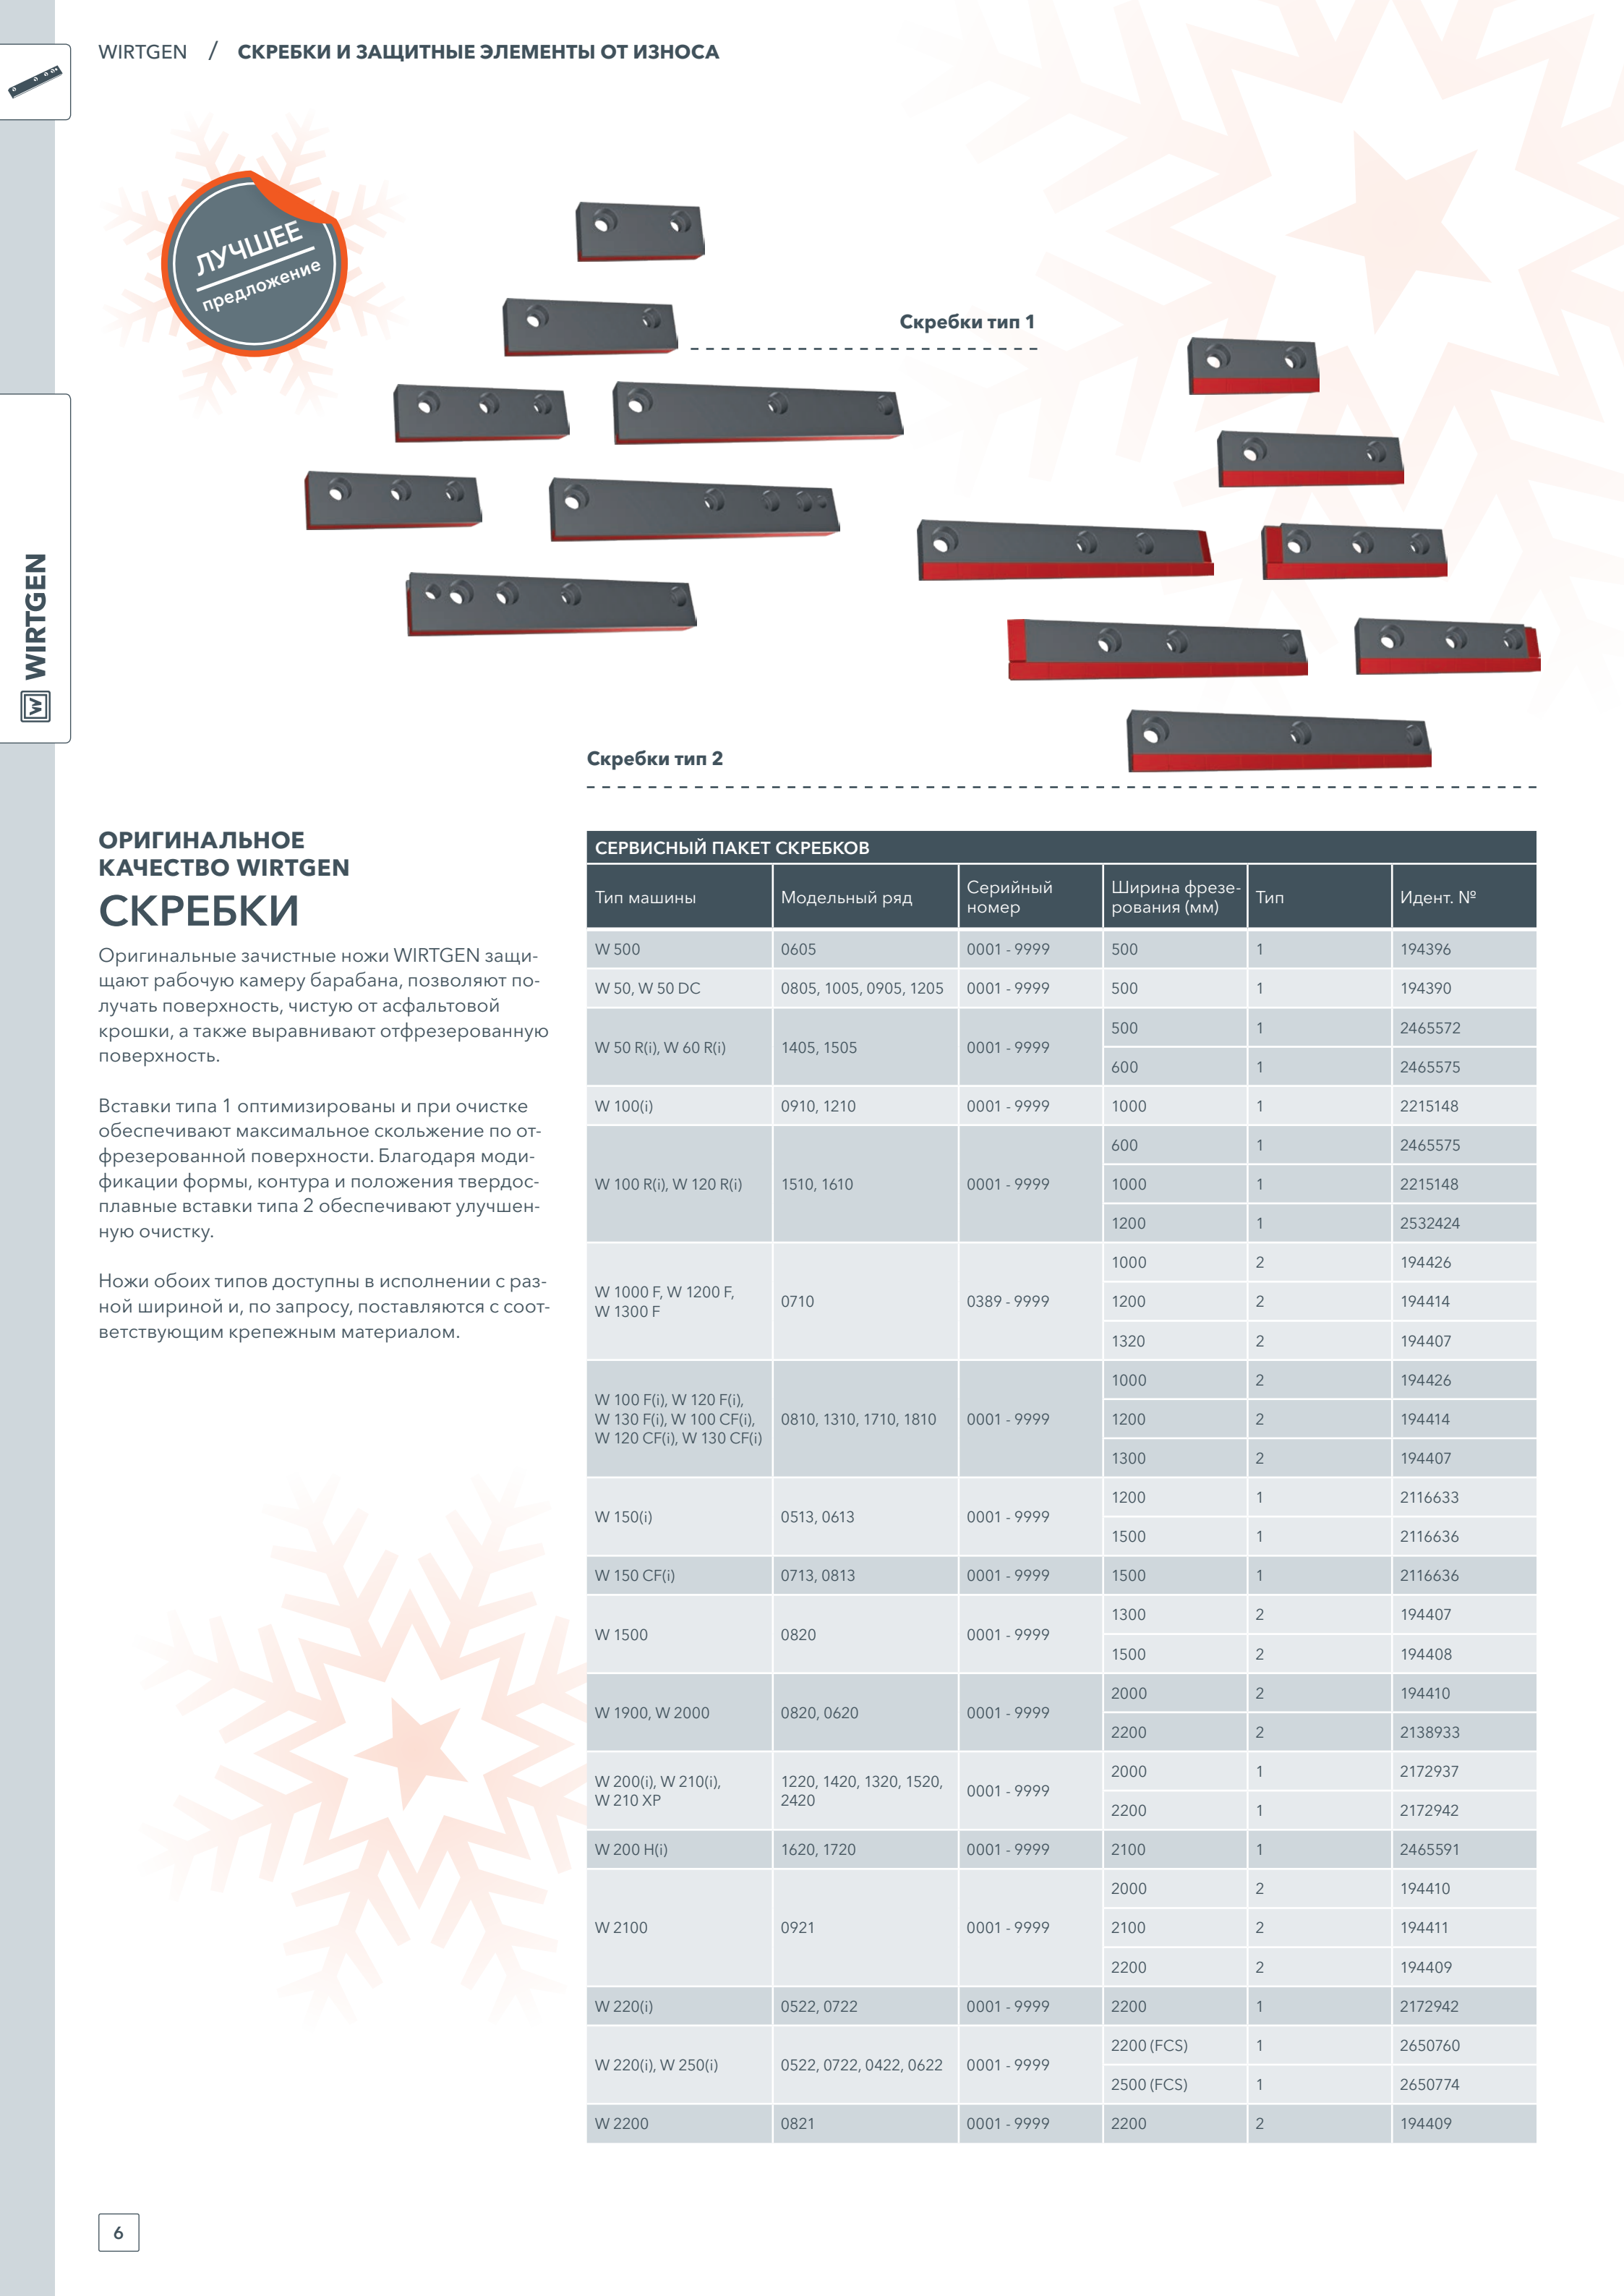 WIRTGEN / СКРЕБКИ И ЗАЩИТНЫЕ ЭЛЕМЕНТЫ ОТ ИЗНОСА
ЛУЧШЕЕ
предложение
Скребки тип 1
WIRTGEN
Скребки тип 2
ОРИГИНАЛЬНОЕ
КАЧЕСТВО WIRTGEN
СКРЕБКИ
Оригинальные зачистные ножи WIRTGEN защи-
щают рабочую камеру барабана, позволяют по-
лучать поверхность, чистую от асфальтовой
крошки, а также выравнивают отфрезерованную
поверхность.
Вставки типа 1 оптимизированы и при очистке
обеспечивают максимальное скольжение по от-
фрезерованной поверхности. Благодаря моди-
фикации формы, контура и положения твердос-
плавные вставки типа 2 обеспечивают улучшен-
ную очистку.
Ножи обоих типов доступны в исполнении с раз-
ной шириной и, по запросу, поставляются с соот-
ветствующим крепежным материалом.
СЕРВИСНЫЙ ПАКЕТ СКРЕБКОВ
Тип машины Модельный ряд Серийный номер Ширина фрезе-рования (мм) Тип Идент. №
W 500 0605 0001 - 9999 500 1 194396
W 50, W 50 DC 0805, 1005, 0905, 1205 0001 - 9999 500 1 194390
W 50 R(i), W 60 R(i) 1405, 1505 0001 - 9999 500 1 2465572
600 1 2465575
W 100(i) 0910, 1210 0001 - 9999 1000 1 2215148
W 100 R(i), W 120 R(i) 1510, 1610 0001 - 9999 600 1 2465575
1000 1 2215148
1200 1 2532424
W 1000 F, W 1200 F,
W 1300 F 0710 0389 - 9999 1000 2 194426
1200 2 194414
1320 2 194407
W 100 F(i), W 120 F(i),
W 130 F(i), W 100 CF(i),
W 120 CF(i), W 130 CF(i) 0810, 1310, 1710, 1810 0001 - 9999 1000 2 194426
1200 2 194414
1300 2 194407
W 150(i) 0513, 0613 0001 - 9999 1200 1 2116633
1500 1 2116636
W 150 CF(i) 0713, 0813 0001 - 9999 1500 1 2116636
W 1500 0820 0001 - 9999 1300 2 194407
1500 2 194408
W 1900, W 2000 0820, 0620 0001 - 9999 2000 2 194410
2200 2 2138933
W 200(i), W 210(i),
W 210 XP 1220, 1420, 1320, 1520,
2420 0001 - 9999 2000 1 2172937
2200 1 2172942
W 200 H(i) 1620, 1720 0001 - 9999 2100 1 2465591
W 2100 0921 0001 - 9999 2000 2 194410
2100 2 194411
2200 2 194409
W 220(i) 0522, 0722 0001 - 9999 2200 1 2172942
W 220(i), W 250(i) 0522, 0722, 0422, 0622 0001 - 9999 2200 (FCS) 1 2650760
2500 (FCS) 1 2650774
W 2200 0821 0001 - 9999 2200 2 194409
6